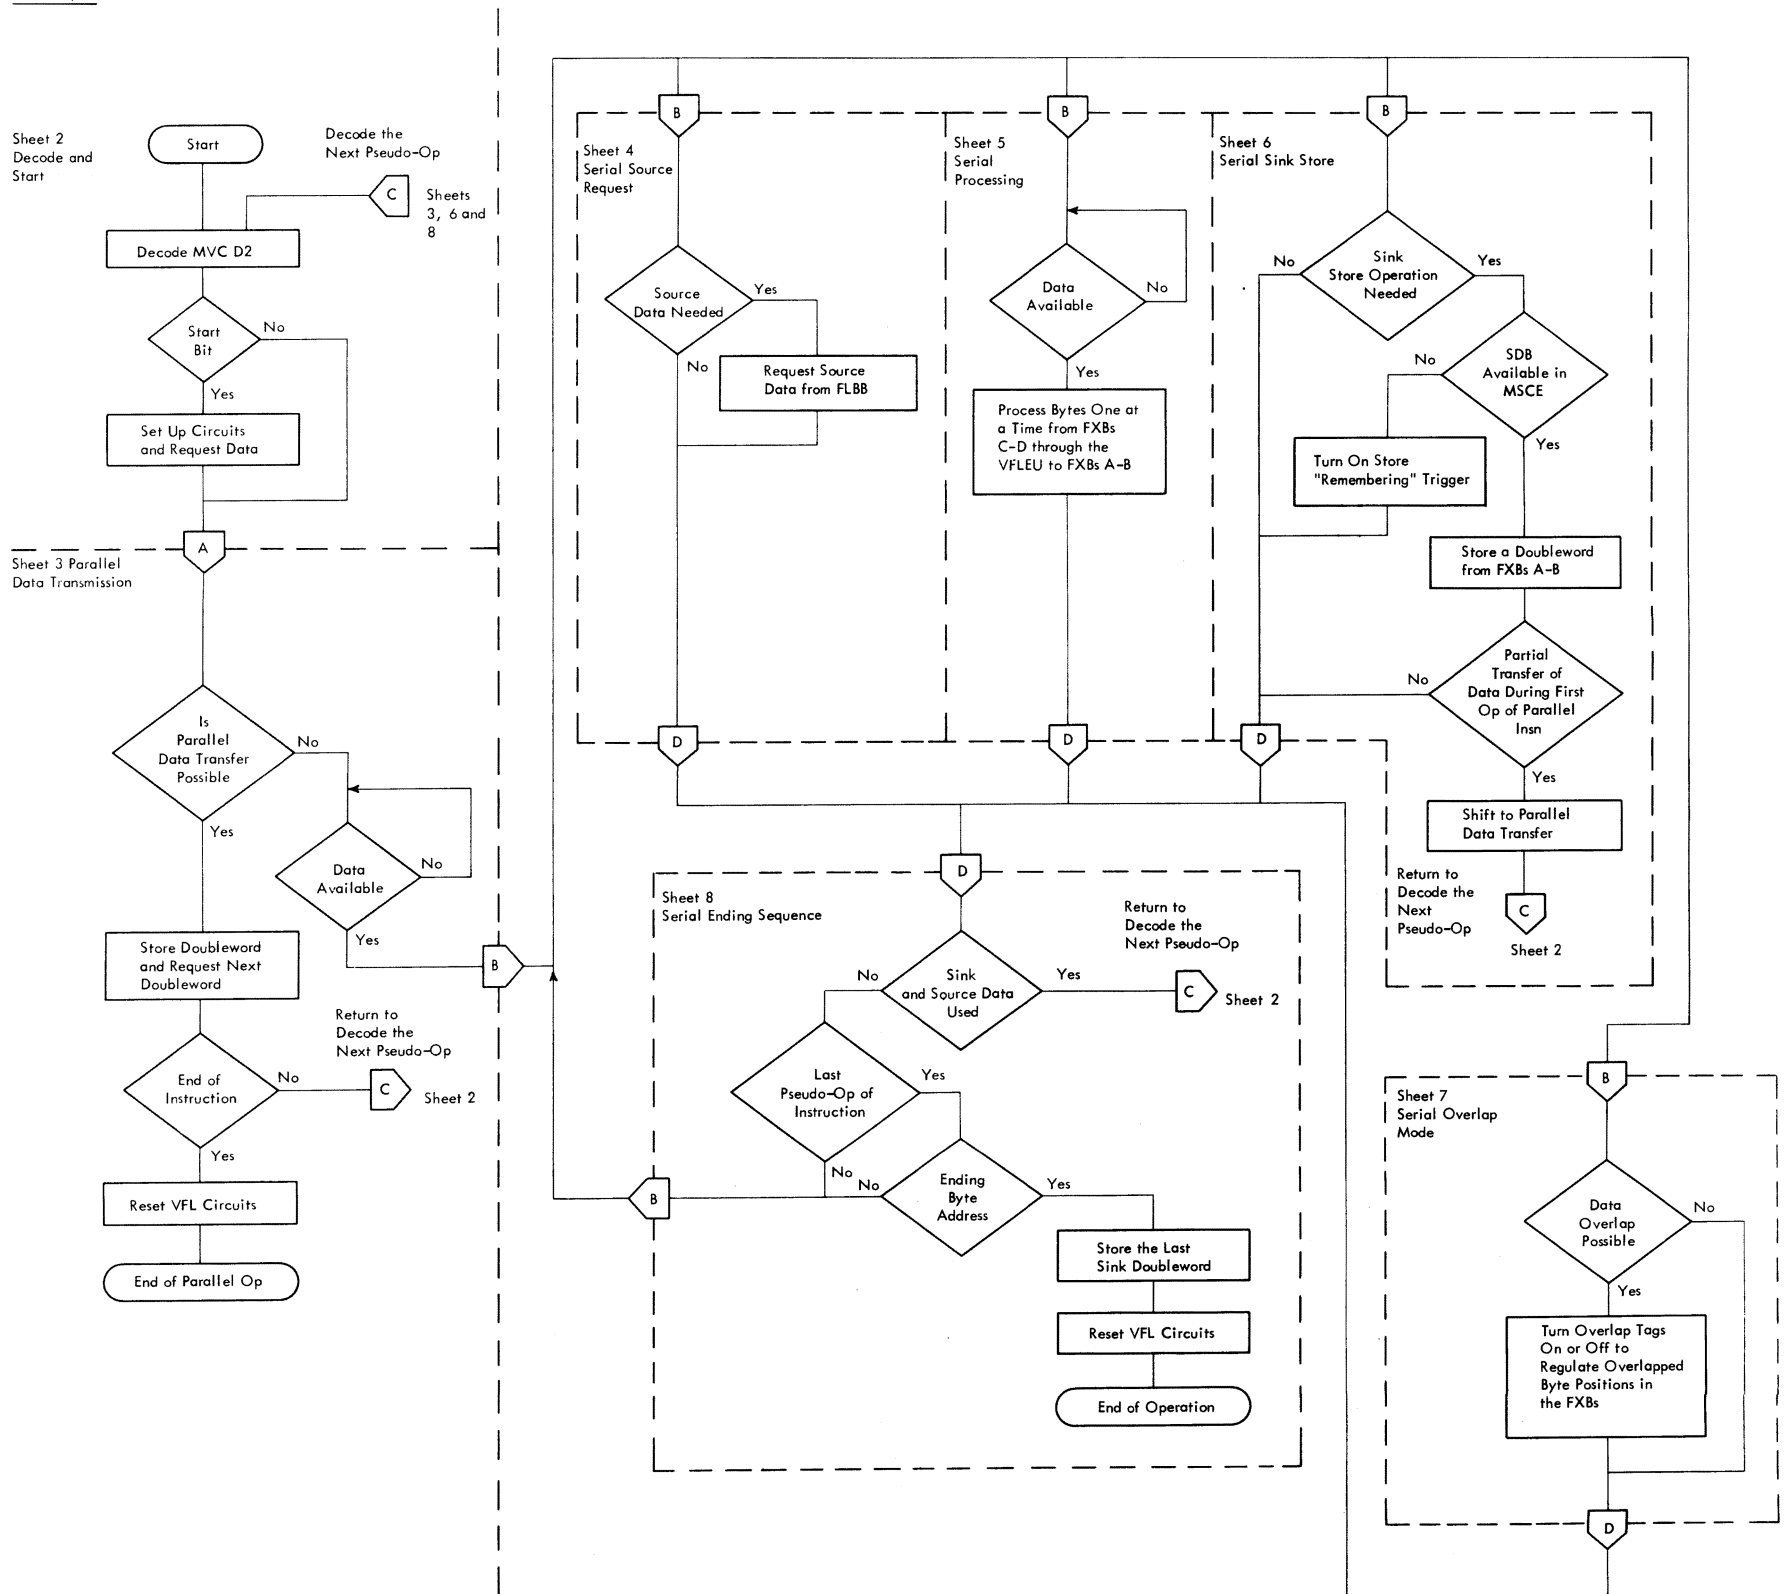 Sheet 2
Decode and
Start
Start
Decode the
Next Pseudo-Op
C
Sheets
3, 6 and
8
Decode MVC D2
Start
Bit
No
Yes
Set Up Circuits
and Request Data
A
Sheet 3 Parallel
Data Transmission
Is
Parallel
Data Transfer
Possible
No
Yes
Data
Available
No
Yes
B
Store Doubleword
and Request Next
Doubleword
Return to
Decode the
Next Pseudo-Op
End of
Instruction
No
C
Sheet 2
Yes
Reset VFL Circuits
End of Parallel Op
B
Sheet 4
Serial Source
Request
Source
Data Needed
Yes
No
Request Source
Data from FLBB
D
B
Sheet 5
Serial
Processing
Data
Available
No
Yes
Process Bytes One at
a Time from FXBs
C-D through the
VFLEU to FXBs A-B
D
B
Sheet 6
Serial Sink Store
Sink
Store Operation
Needed
No
Yes
SDB
Available in
MSCE
No
Yes
Turn On Store
"Remembering" Trigger
Store a Doubleword
from FXBs A-B
Partial
Transfer of
Data During First
Op of Parallel
Insn
No
Yes
D
Shift to Parallel
Data Transfer
Return to
Decode the
Next
Pseudo-Op
C
Sheet 2
D
Sheet 8
Serial Ending Sequence
Return to
Decode the
Next Pseudo-Op
Sink
and Source Data
Used
No
Yes
C
Sheet 2
Last
Pseudo-Op of
Instruction
Yes
No
B
Ending
Byte
Address
No
Yes
Store the Last
Sink Doubleword
Reset VFL Circuits
End of Operation
B
Sheet 7
Serial Overlap
Mode
Data
Overlap
Possible
No
Yes
Turn Overlap Tags
On or Off to
Regulate Overlapped
Byte Positions in
the FXBs
D